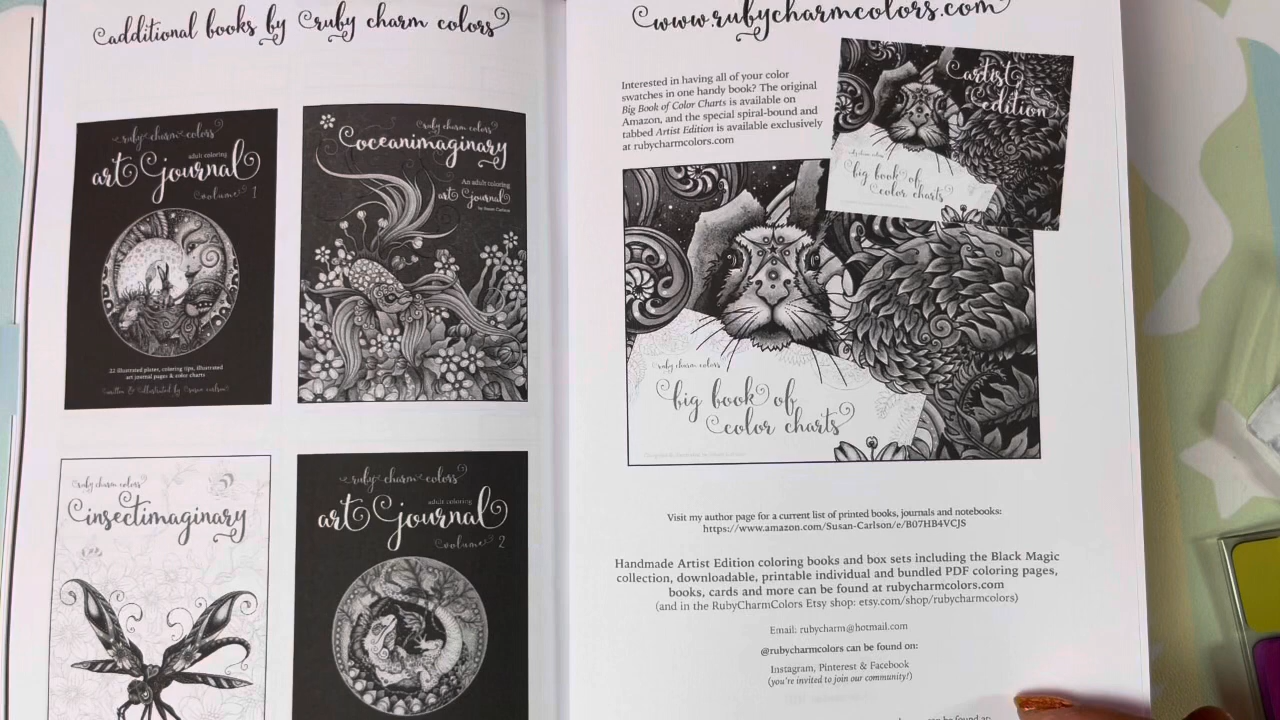 additional books by ruby charm colors
ruby charm colors
adult coloring
art journal
volume 1
22 illustrated plates, coloring tips, illustrated
art journal pages & color charts
written & illustrated by susan carlson
ruby charm colors
oceanimaginary
An adult coloring
art journal
by Susan Carlson
ruby charm colors
insectimaginary
ruby charm colors
adult coloring
art journal
volume 2
www.rubycharmcolors.com
Interested in having all of your color
swatches in one handy book? The original
Big Book of Color Charts is available on
Amazon, and the special spiral-bound and
tabbed Artist Edition is available exclusively
at rubycharmcolors.com
artist
edition
ruby charm colors
big book of
color charts
ruby charm colors
big book of
color charts
Visit my author page for a current list of printed books, journals and notebooks:
https://www.amazon.com/Susan-Carlson/e/B07HB4VCJS
Handmade Artist Edition coloring books and box sets including the Black Magic
collection, downloadable, printable individual and bundled PDF coloring pages,
books, cards and more can be found at rubycharmcolors.com
(and in the RubyCharmColors Etsy shop: etsy.com/shop/rubycharmcolors)
Email: rubycharm@hotmail.com
@rubycharmcolors can be found on:
Instagram, Pinterest & Facebook
(you're invited to join our community!)